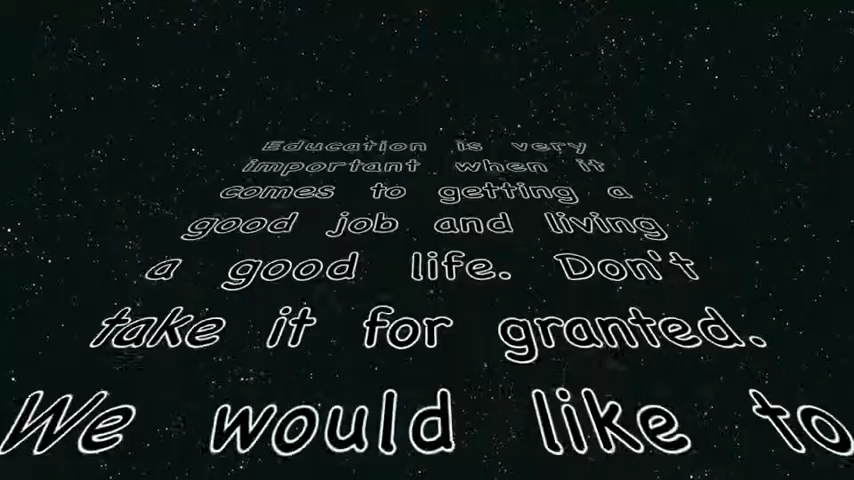 Education is very
important when it
comes to getting a
good job and living
a good life. Don't
take it for granted.
We would like to